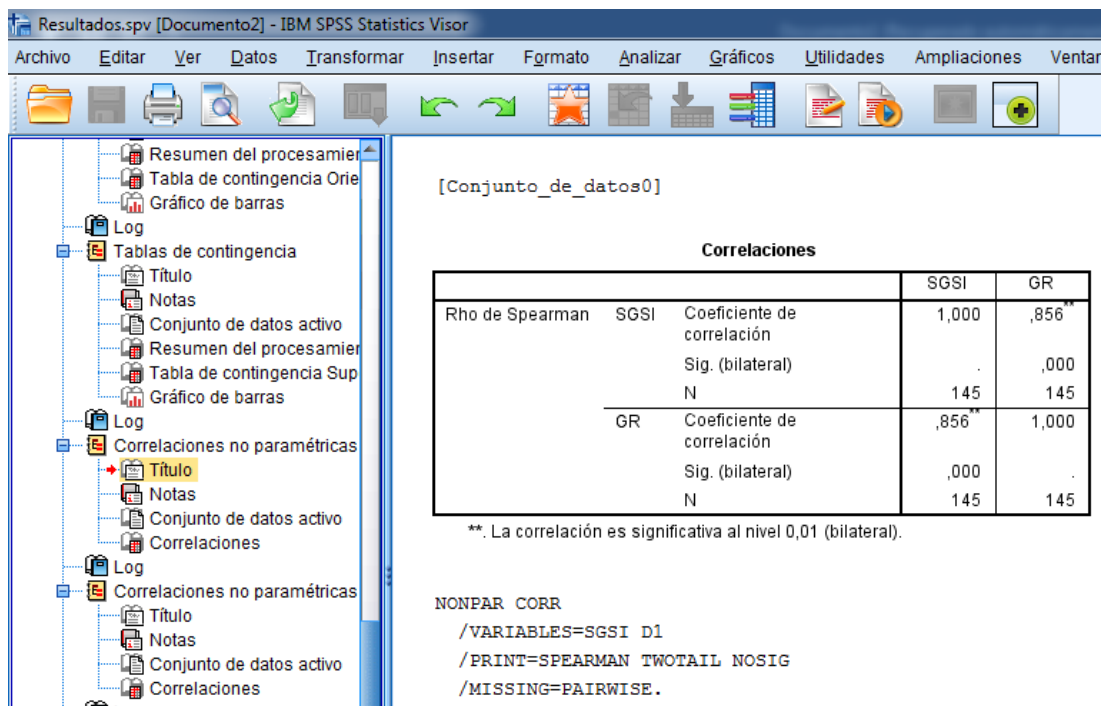 Resultados.spv [Documento2] - IBM SPSS Statistics Visor
Archivo Editar Ver Datos Transformar Insertar Formato Analizar Gráficos Utilidades Ampliaciones Ventan
Resumen del procesamier
Tabla de contingencia Orie
Gráfico de barras
Log
Tablas de contingencia
Título
Notas
Conjunto de datos activo
Resumen del procesamier
Tabla de contingencia Sup
Gráfico de barras
Log
Correlaciones no paramétricas
Título
Notas
Conjunto de datos activo
Correlaciones
Log
Correlaciones no paramétricas
Título
Notas
Conjunto de datos activo
Correlaciones
[Conjunto_de_datos0]
Correlaciones
SGSI GR
Rho de Spearman SGSI Coeficiente de correlación 1,000 ,856**
Sig. (bilateral) . ,000
N 145 145
GR Coeficiente de correlación ,856** 1,000
Sig. (bilateral) ,000 .
N 145 145
**. La correlación es significativa al nivel 0,01 (bilateral).
NONPAR CORR
/VARIABLES=SGSI D1
/PRINT=SPEARMAN TWOTAIL NOSIG
/MISSING=PAIRWISE.